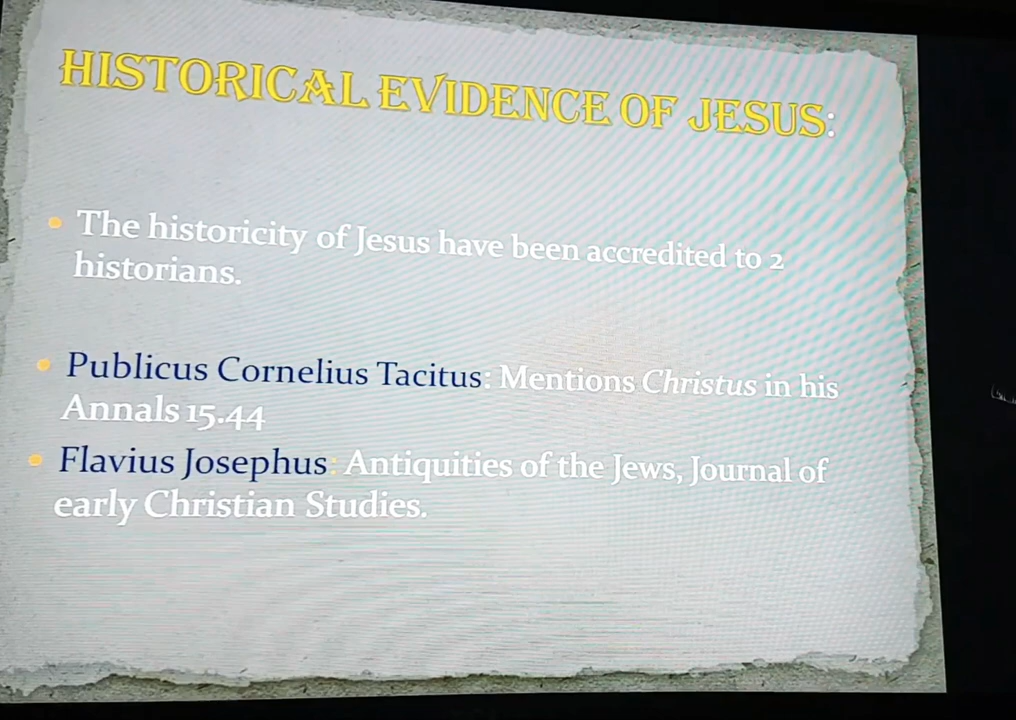 HISTORICAL EVIDENCE OF JESUS:
• The historicity of Jesus have been accredited to 2
historians.
• Publicus Cornelius Tacitus: Mentions Christus in his
Annals 15.44
• Flavius Josephus: Antiquities of the Jews, Journal of
early Christian Studies.